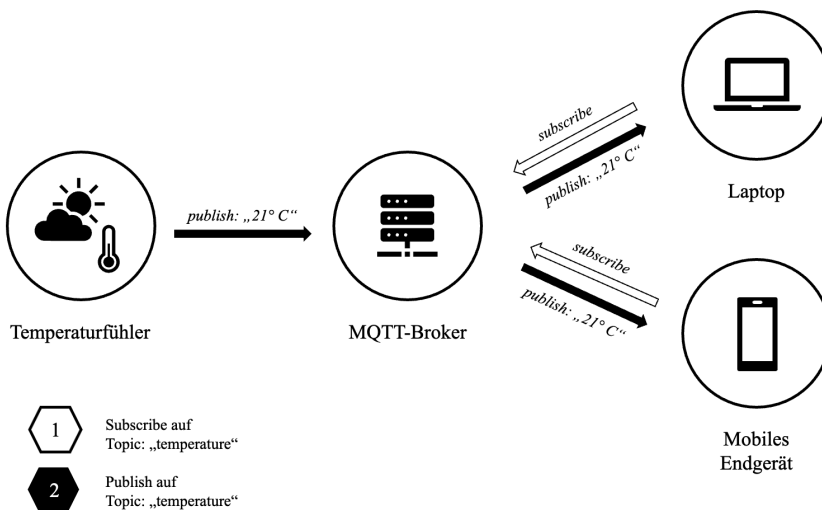 subscribe
publish: „21° C“
Laptop
publish: „21° C“
subscribe
publish: „21° C“
Temperaturfühler
MQTT-Broker
Mobiles
Endgerät
1
Subscribe auf
Topic: „temperature“
2
Publish auf
Topic: „temperature“